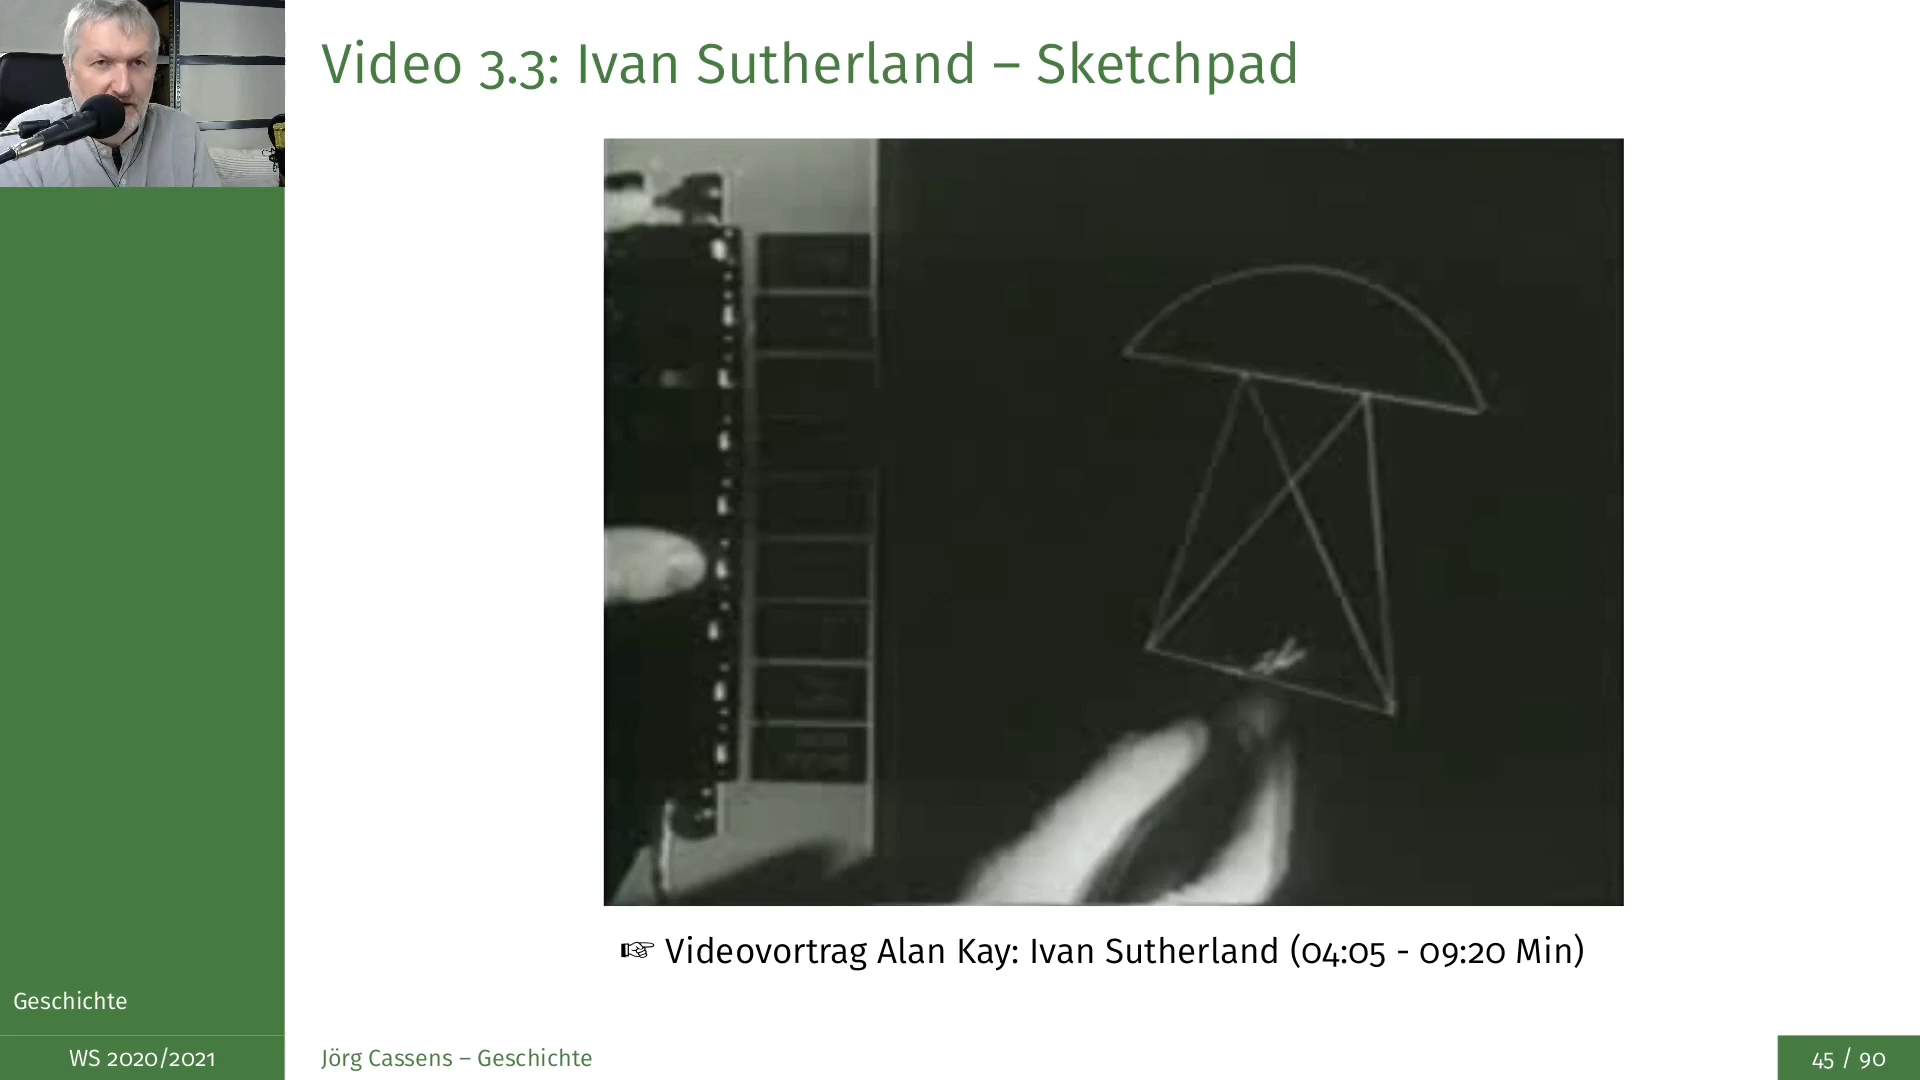 Video 3.3: Ivan Sutherland – Sketchpad
☞ Videovortrag Alan Kay: Ivan Sutherland (04:05 - 09:20 Min)
Geschichte
WS 2020/2021
Jörg Cassens – Geschichte
45 / 90